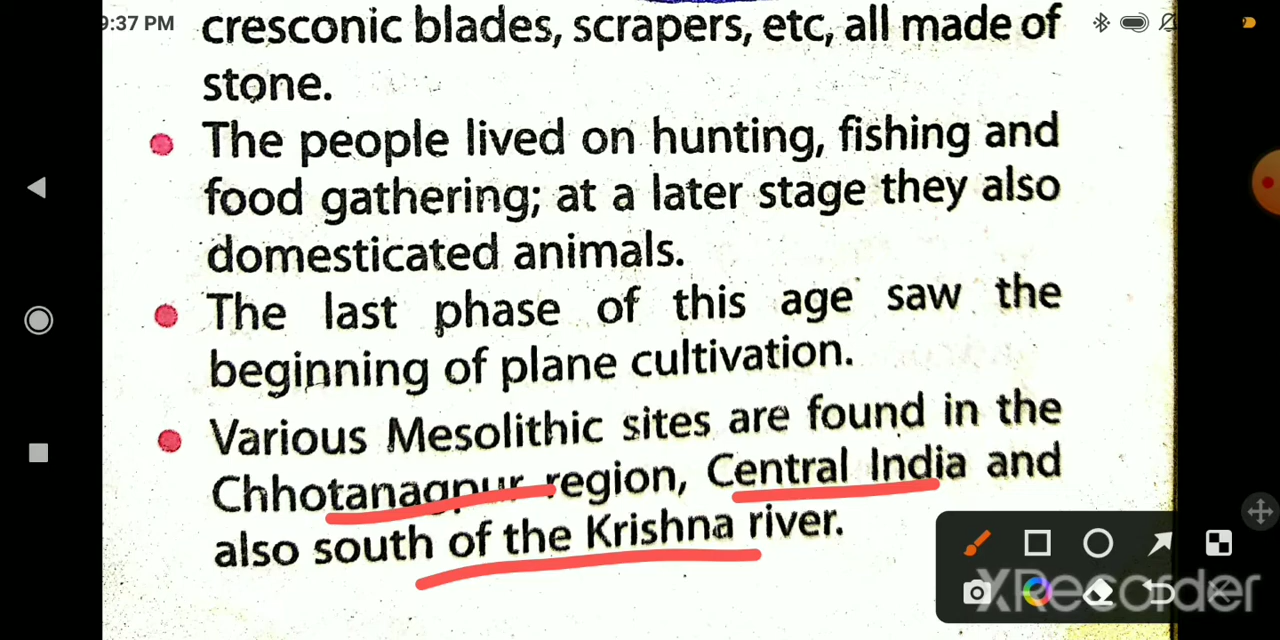 9:37 PM
cresconic blades, scrapers, etc, all made of
stone.
The people lived on hunting, fishing and
food gathering; at a later stage they also
domesticated animals.
The last phase of this age saw the
beginning of plane cultivation.
Various Mesolithic sites are found in the
Chhotanagpur region, Central India and
also south of the Krishna river.
XRecorder